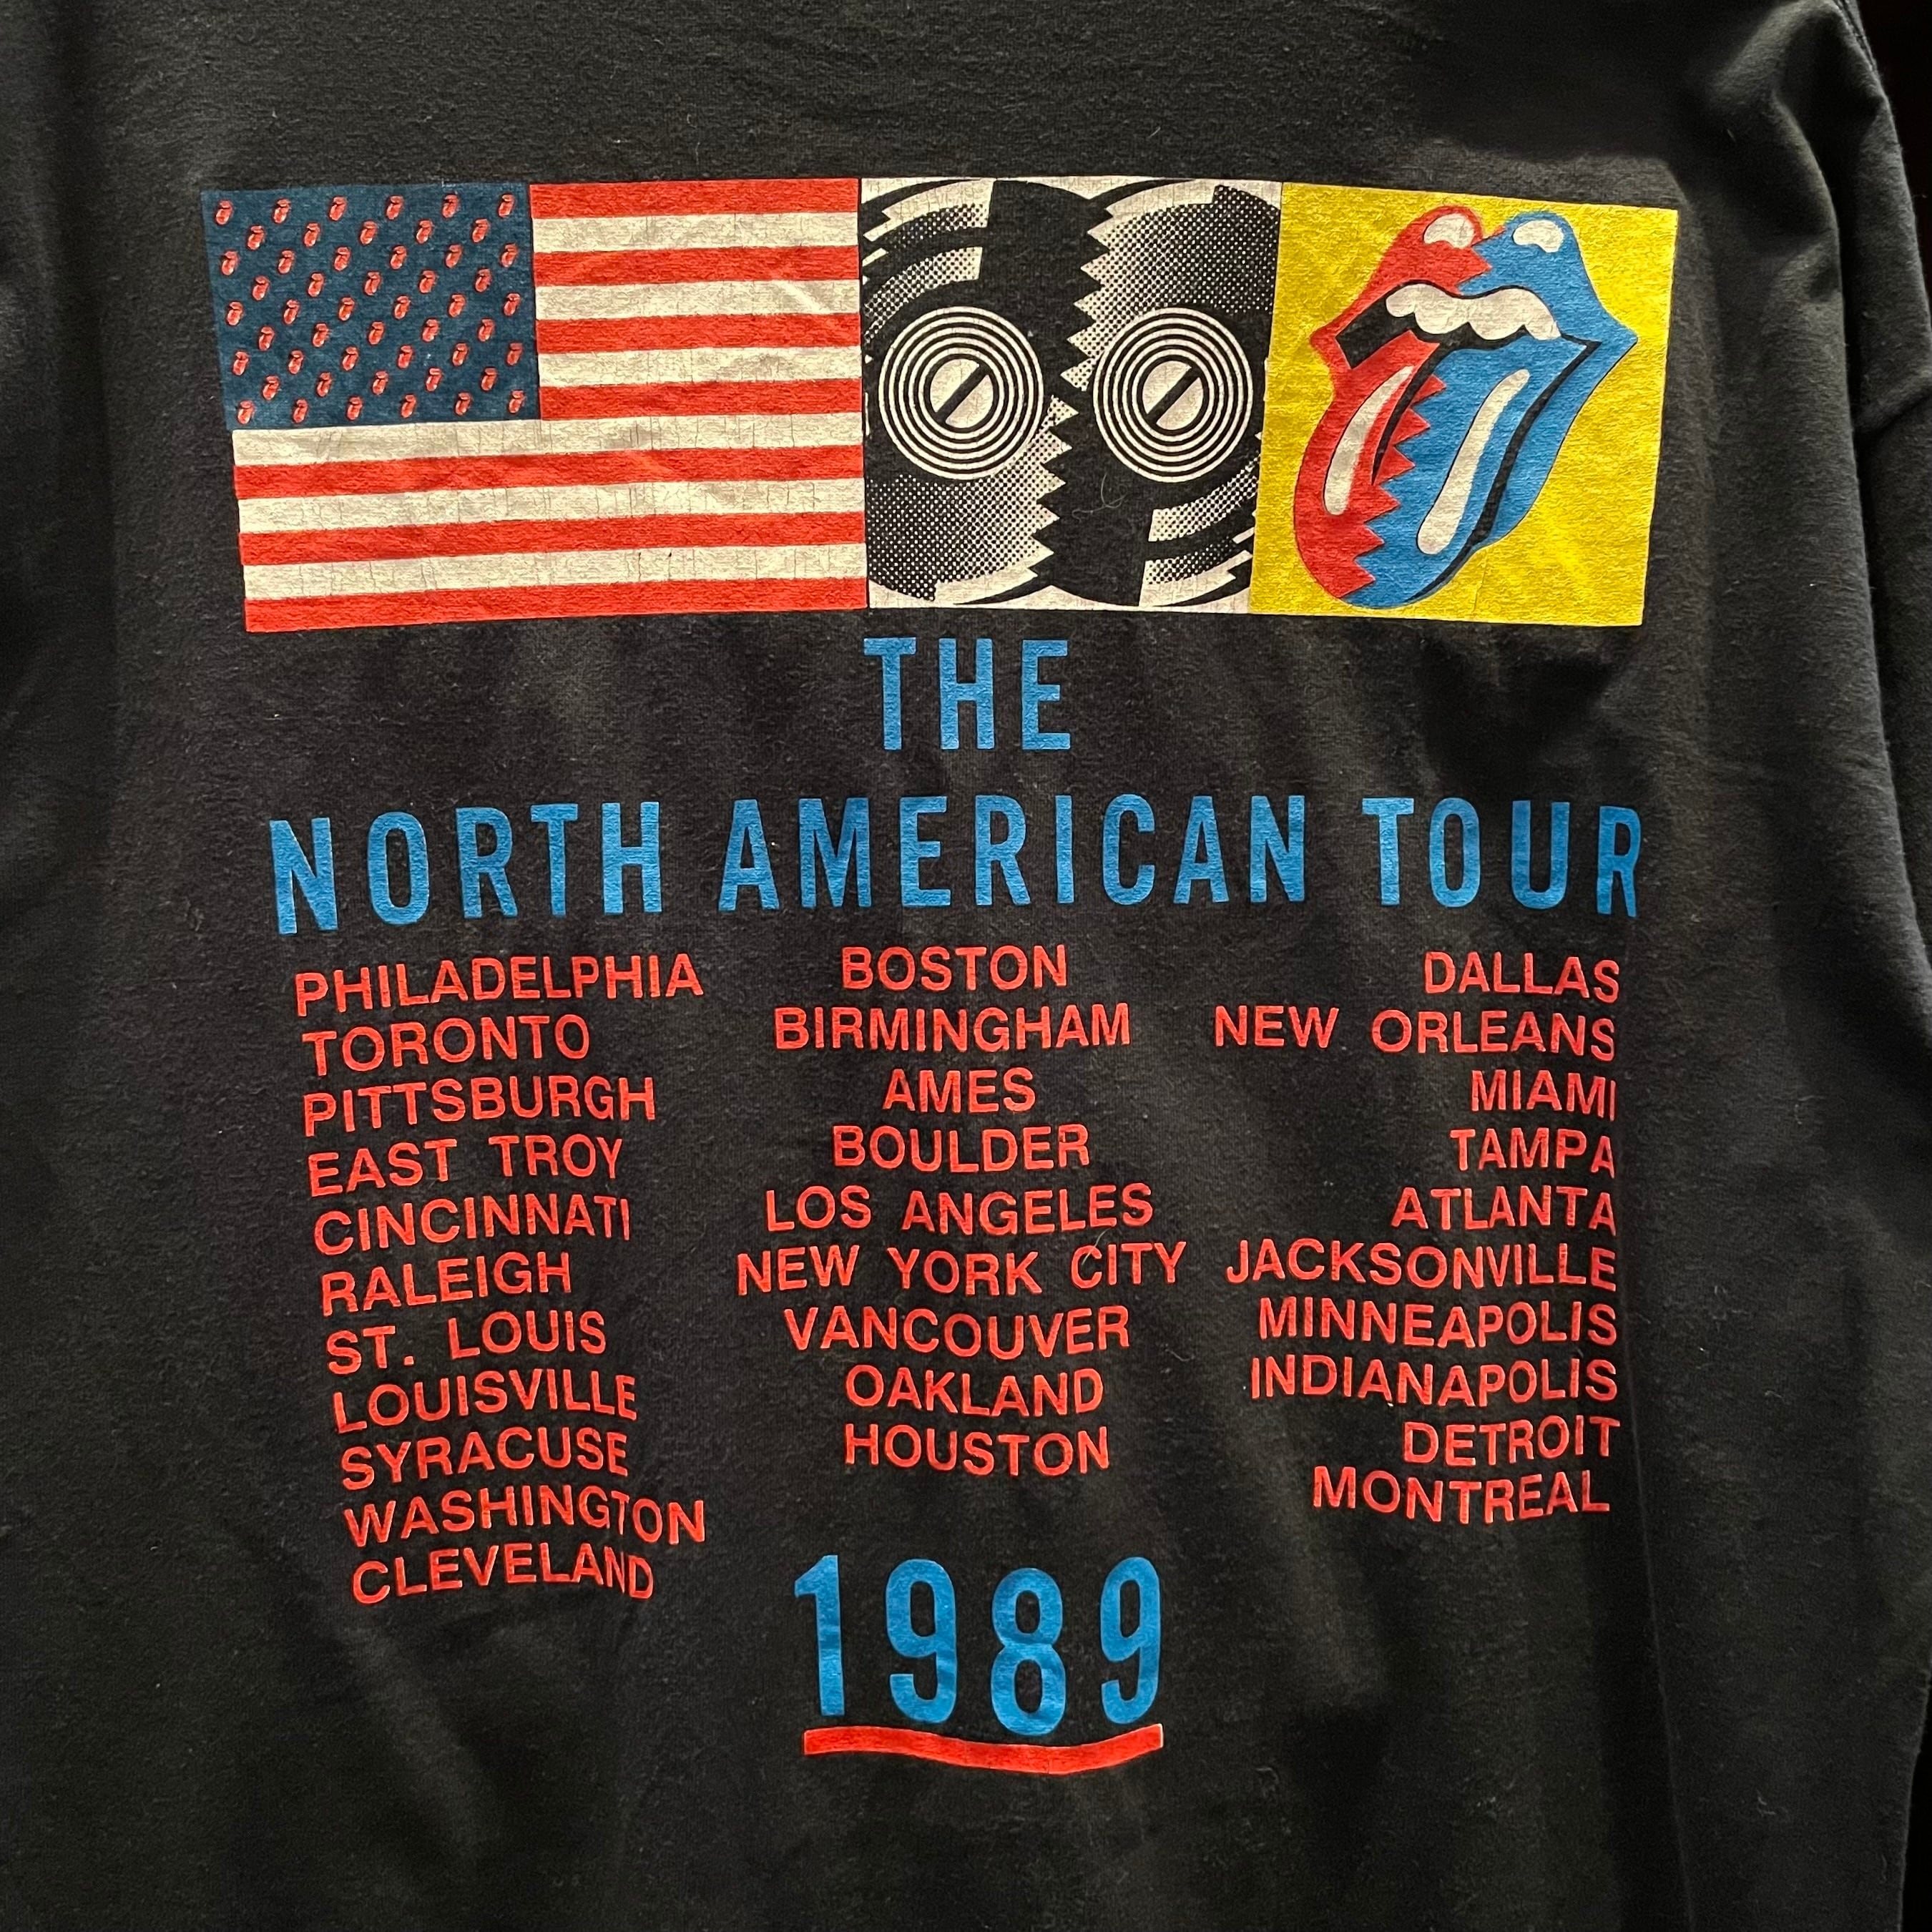 THE
NORTH AMERICAN TOUR
PHILADELPHIA
TORONTO
PITTSBURGH
EAST TROY
CINCINNATI
RALEIGH
ST. LOUIS
LOUISVILLE
SYRACUSE
WASHINGTON
CLEVELAND
BOSTON
BIRMINGHAM
AMES
BOULDER
LOS ANGELES
NEW YORK CITY
VANCOUVER
OAKLAND
HOUSTON
DALLAS
NEW ORLEANS
MIAMI
TAMPA
ATLANTA
JACKSONVILLE
MINNEAPOLIS
INDIANAPOLIS
DETROIT
MONTREAL
1989